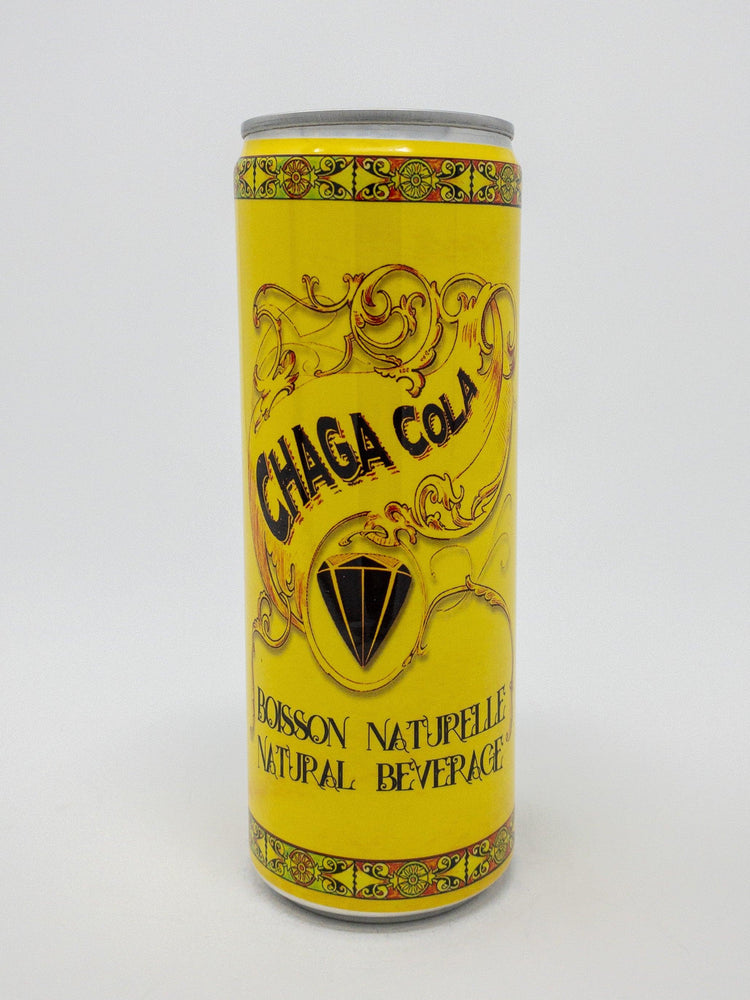 CHAGA COLA
BOISSON NATURELLE
NATURAL BEVERAGE